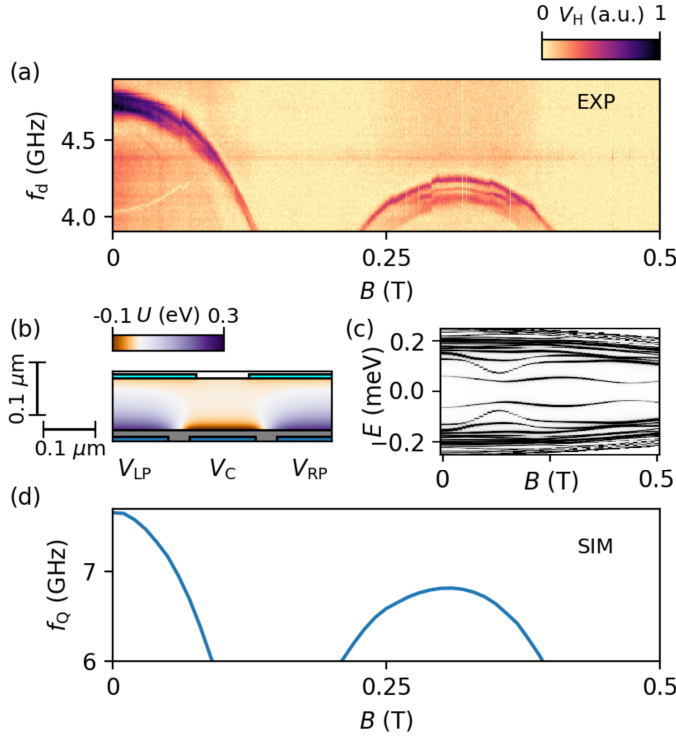 0 V_H (a.u.) 1
(a)
EXP
f_d (GHz)
4.5
4.0
0
0.25
0.5
B (T)
(b)
-0.1 U (eV) 0.3
0.1 μm
0.1 μm
V_LP
V_C
V_RP
(c)
E (meV)
0.2
0.0
-0.2
0
0.5
B (T)
(d)
SIM
f_Q (GHz)
7
6
0
0.25
0.5
B (T)